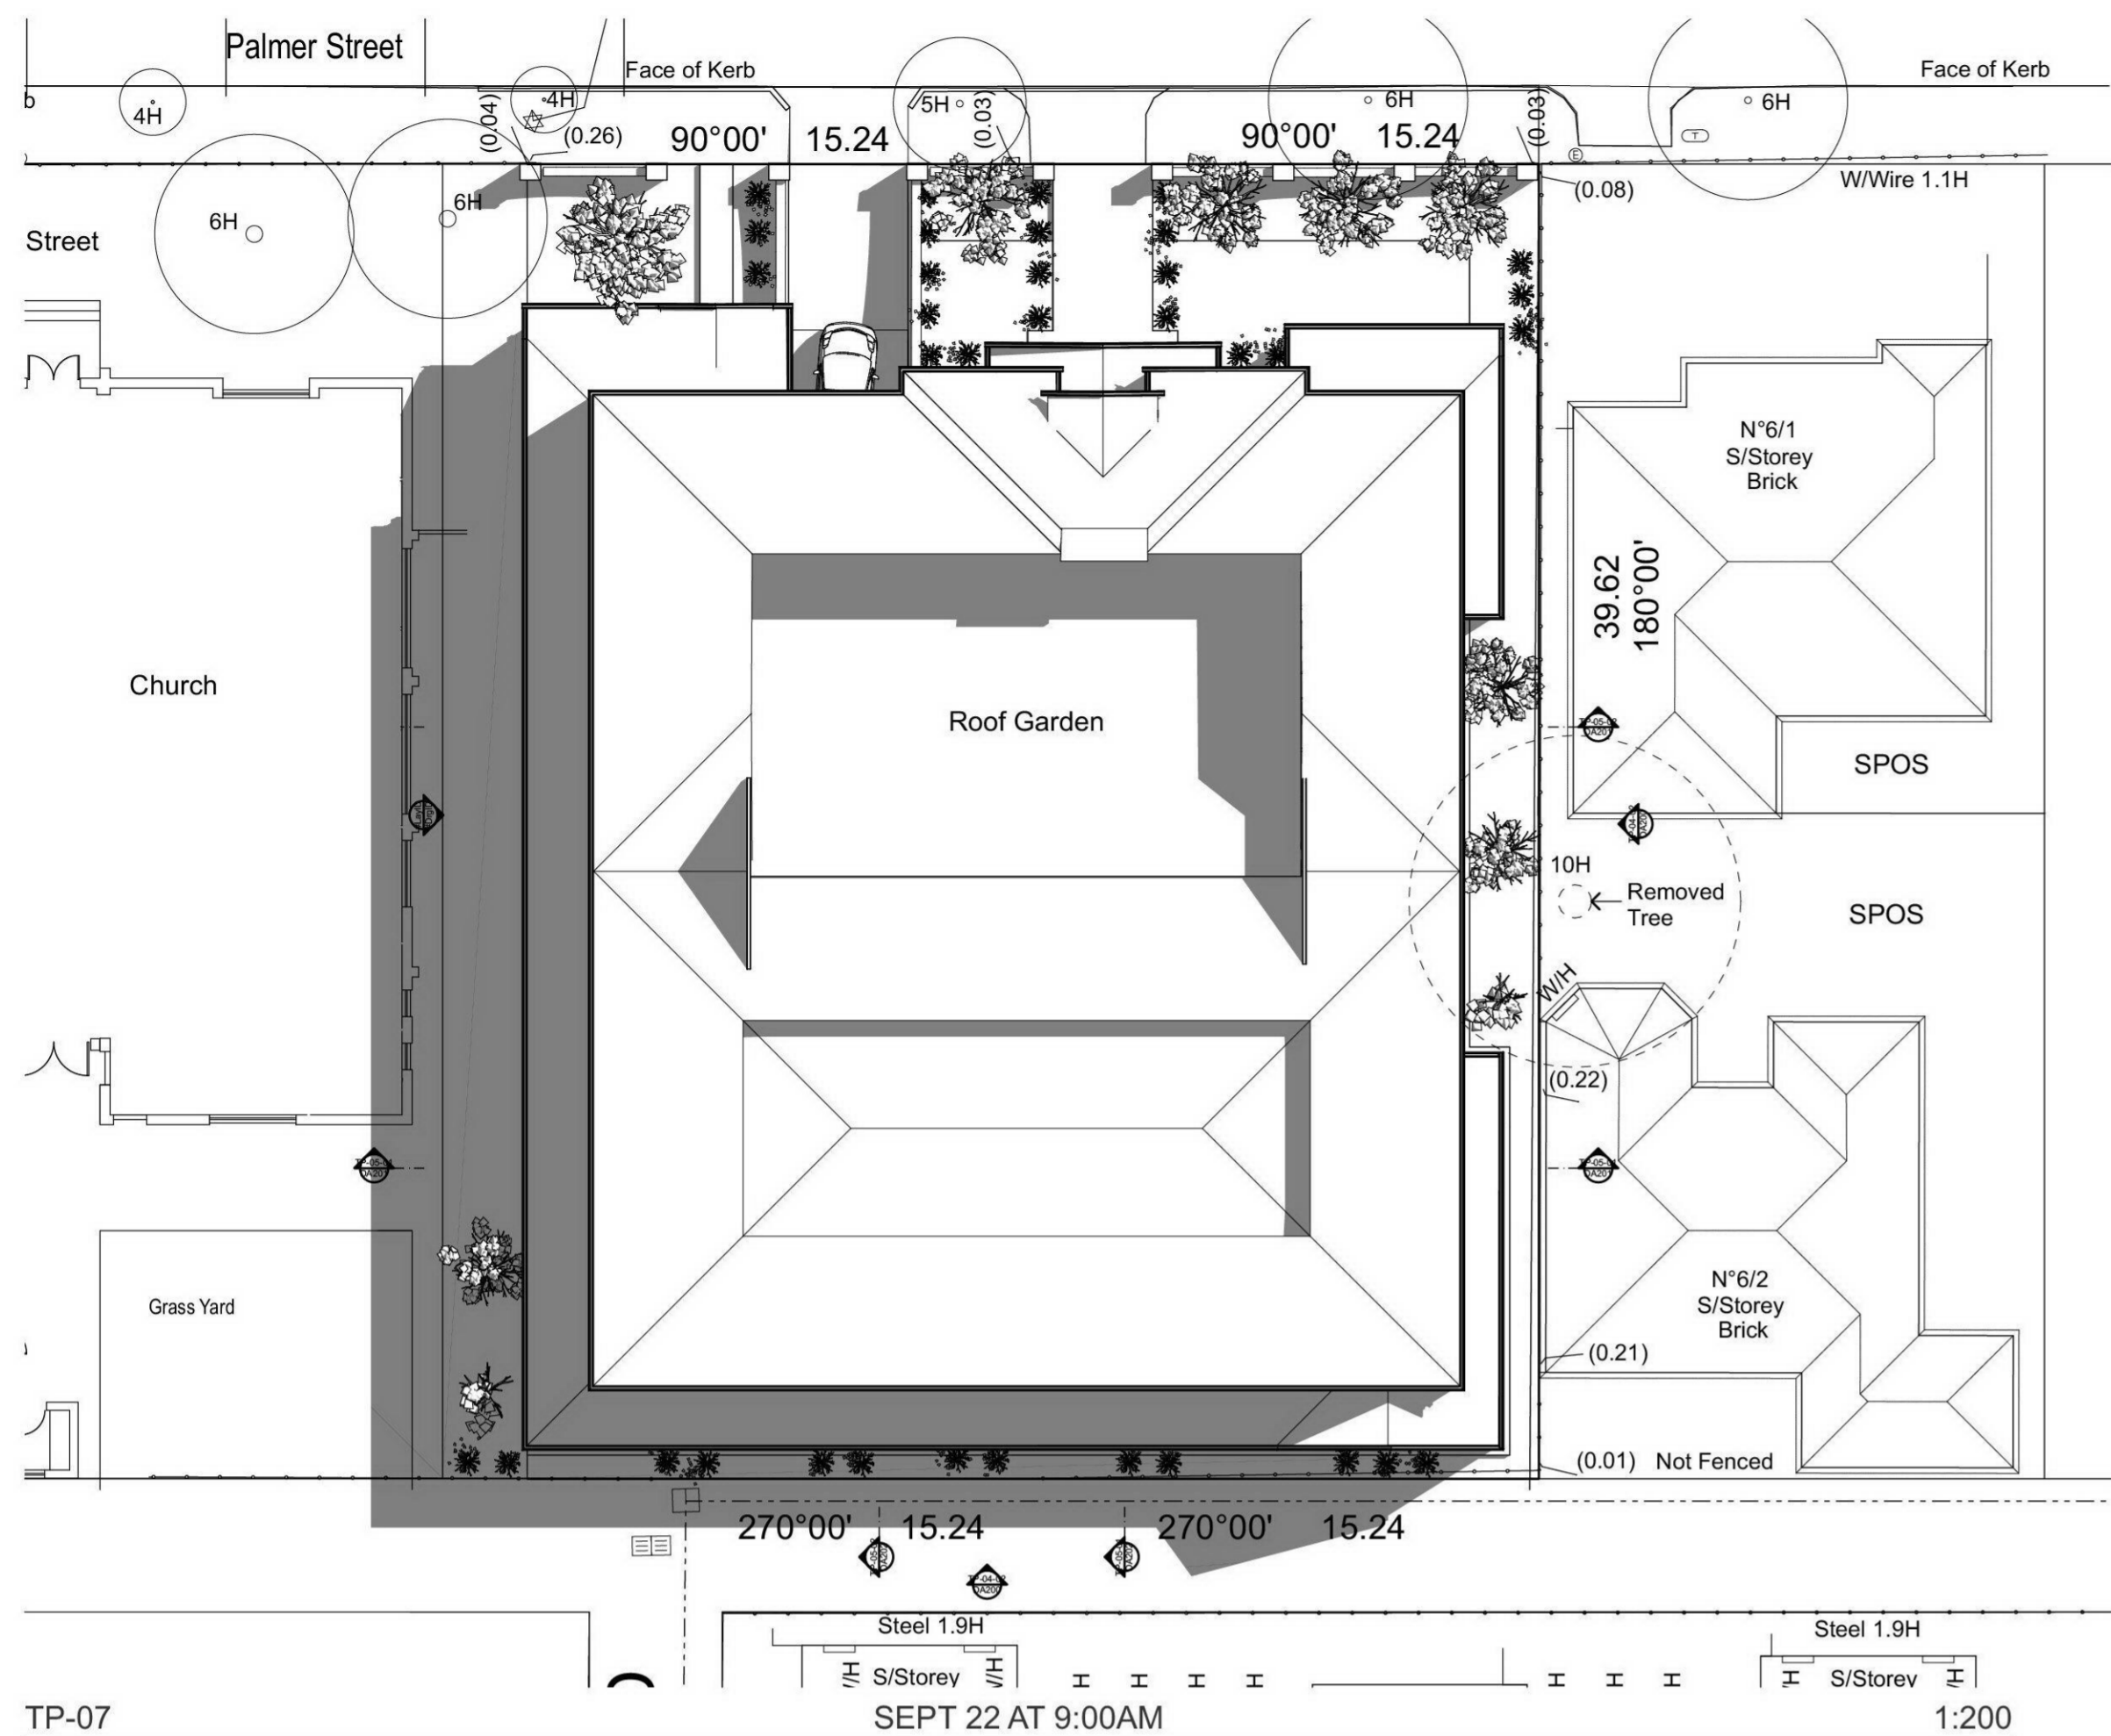 Palmer Street
Face of Kerb
Face of Kerb
b
4H
(0.04)
4H
(0.26)
90°00' 15.24
5H
(0.03)
6H
90°00' 15.24
(0.03)
6H
T
E
(0.08)
W/Wire 1.1H
6H
6H
Street
N°6/1
S/Storey
Brick
39.62
180°00'
Church
Roof Garden
SPOS
10H
Removed
Tree
SPOS
W/H
(0.22)
N°6/2
S/Storey
Brick
Grass Yard
(0.21)
(0.01) Not Fenced
270°00' 15.24
270°00' 15.24
TP-04-02
DA200
Steel 1.9H
S/Storey
H H H H
H H H
Steel 1.9H
S/Storey
TP-07
SEPT 22 AT 9:00AM
1:200